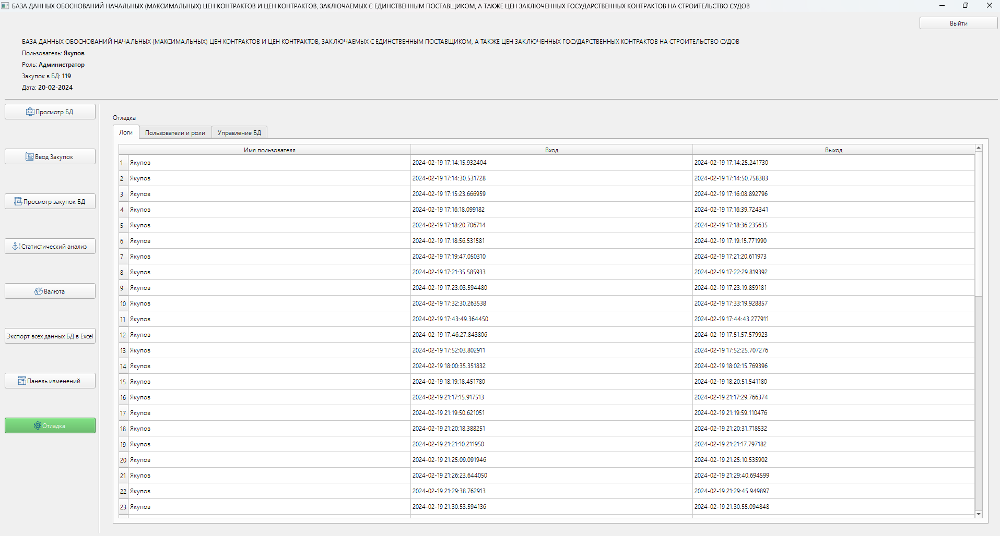 БАЗА ДАННЫХ ОБОСНОВАНИЙ НАЧАЛЬНЫХ (МАКСИМАЛЬНЫХ) ЦЕН КОНТРАКТОВ И ЦЕН КОНТРАКТОВ, ЗАКЛЮЧАЕМЫХ С ЕДИНСТВЕННЫМ ПОСТАВЩИКОМ, А ТАКЖЕ ЦЕН ЗАКЛЮЧЕННЫХ ГОСУДАРСТВЕННЫХ КОНТРАКТОВ НА СТРОИТЕЛЬСТВО СУДОВ
Выйти
БАЗА ДАННЫХ ОБОСНОВАНИЙ НАЧАЛЬНЫХ (МАКСИМАЛЬНЫХ) ЦЕН КОНТРАКТОВ И ЦЕН КОНТРАКТОВ, ЗАКЛЮЧАЕМЫХ С ЕДИНСТВЕННЫМ ПОСТАВЩИКОМ, А ТАКЖЕ ЦЕН ЗАКЛЮЧЕННЫХ ГОСУДАРСТВЕННЫХ КОНТРАКТОВ НА СТРОИТЕЛЬСТВО СУДОВ
Пользователь: Якупов
Роль: Администратор
Закупок в БД: 119
Дата: 20-02-2024
Просмотр БД
Ввод Закупок
Просмотр закупок БД
Статистический анализ
Валюта
Экспорт всех данных БД в Excel
Панель изменений
Отладка
Отладка
Логи Пользователи и роли Управление БД
Имя пользователя Вход Выход
1 Якупов 2024-02-19 17:14:15.932404 2024-02-19 17:14:25.241730
2 Якупов 2024-02-19 17:14:30.531728 2024-02-19 17:14:50.758383
3 Якупов 2024-02-19 17:15:23.666959 2024-02-19 17:16:08.892796
4 Якупов 2024-02-19 17:16:18.099182 2024-02-19 17:16:39.724341
5 Якупов 2024-02-19 17:18:20.706714 2024-02-19 17:18:36.235635
6 Якупов 2024-02-19 17:18:56.531581 2024-02-19 17:19:15.771990
7 Якупов 2024-02-19 17:19:47.050310 2024-02-19 17:21:20.611973
8 Якупов 2024-02-19 17:21:35.585933 2024-02-19 17:22:29.819392
9 Якупов 2024-02-19 17:23:03.594480 2024-02-19 17:23:19.859181
10 Якупов 2024-02-19 17:32:30.263538 2024-02-19 17:33:19.928857
11 Якупов 2024-02-19 17:43:49.364450 2024-02-19 17:44:43.277911
12 Якупов 2024-02-19 17:46:27.843806 2024-02-19 17:51:57.579923
13 Якупов 2024-02-19 17:52:03.802911 2024-02-19 17:52:25.707276
14 Якупов 2024-02-19 18:00:35.351832 2024-02-19 18:02:15.769396
15 Якупов 2024-02-19 18:19:18.451780 2024-02-19 18:20:51.541180
16 Якупов 2024-02-19 21:17:15.917513 2024-02-19 21:17:29.766374
17 Якупов 2024-02-19 21:19:50.621051 2024-02-19 21:19:59.110476
18 Якупов 2024-02-19 21:20:18.388251 2024-02-19 21:20:31.718532
19 Якупов 2024-02-19 21:21:10.211950 2024-02-19 21:21:17.797182
20 Якупов 2024-02-19 21:25:09.091946 2024-02-19 21:25:10.535902
21 Якупов 2024-02-19 21:26:23.644050 2024-02-19 21:29:40.694599
22 Якупов 2024-02-19 21:29:38.762913 2024-02-19 21:29:45.949897
23 Якупов 2024-02-19 21:30:53.594136 2024-02-19 21:30:55.094848